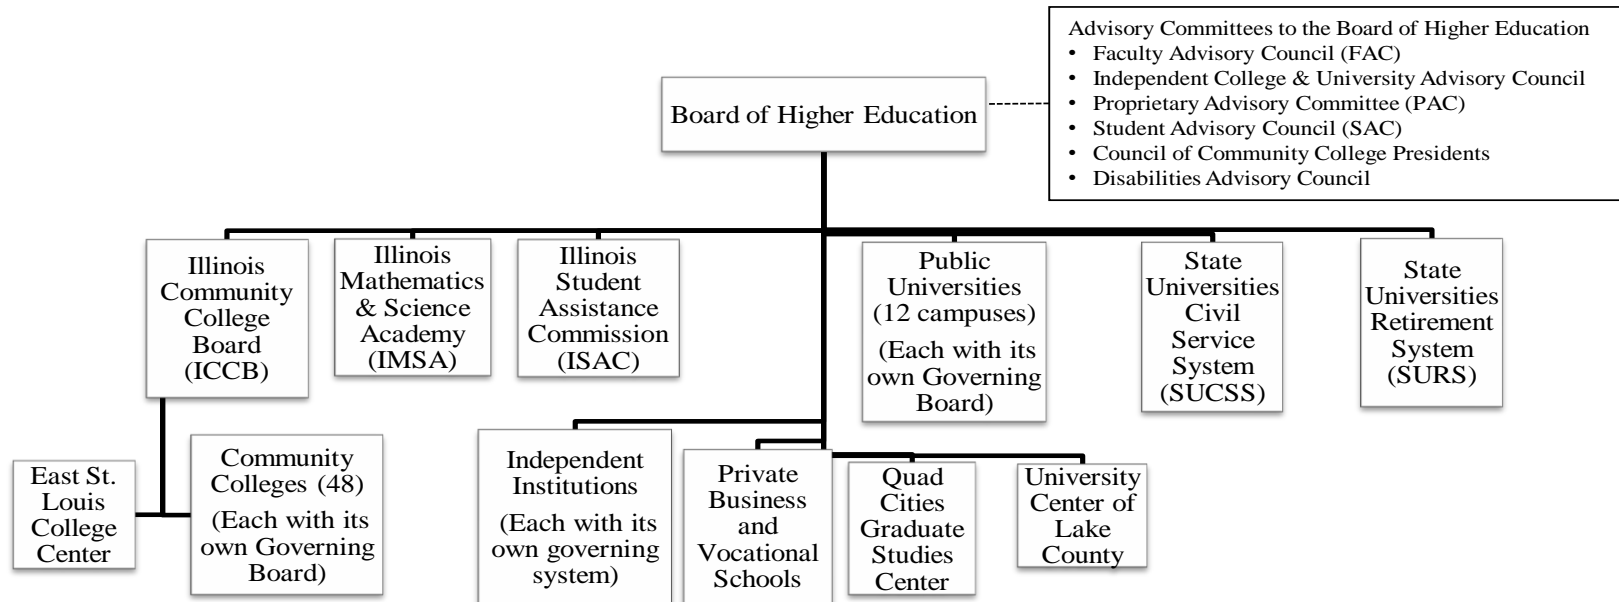 Advisory Committees to the Board of Higher Education
• Faculty Advisory Council (FAC)
• Independent College & University Advisory Council
• Proprietary Advisory Committee (PAC)
• Student Advisory Council (SAC)
• Council of Community College Presidents
• Disabilities Advisory Council
Board of Higher Education
Illinois
Community
College
Board
(ICCB)
Illinois
Mathematics
& Science
Academy
(IMSA)
Illinois
Student
Assistance
Commission
(ISAC)
Public
Universities
(12 campuses)
(Each with its
own Governing
Board)
State
Universities
Civil
Service
System
(SUCSS)
State
Universities
Retirement
System
(SURS)
East St.
Louis
College
Center
Community
Colleges (48)
(Each with its
own Governing
Board)
Independent
Institutions
(Each with its
own governing
system)
Private
Business
and
Vocational
Schools
Quad
Cities
Graduate
Studies
Center
University
Center of
Lake
County